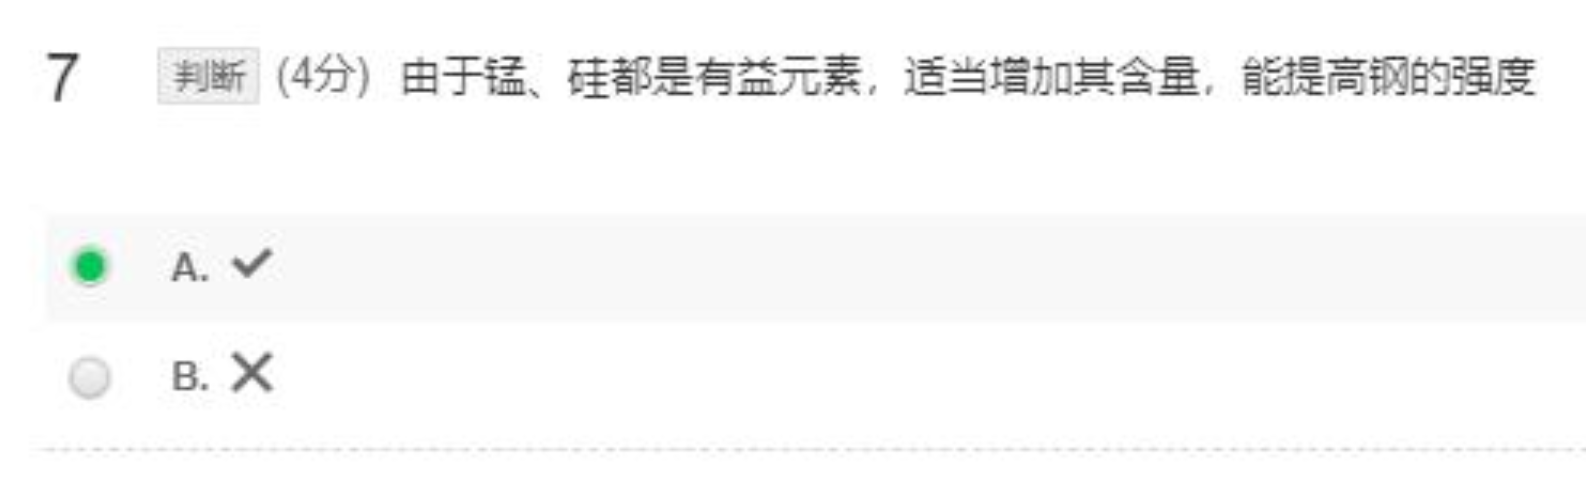 7 判断 (4分) 由于锰、硅都是有益元素，适当增加其含量，能提高钢的强度
A. ✓
B. ✕